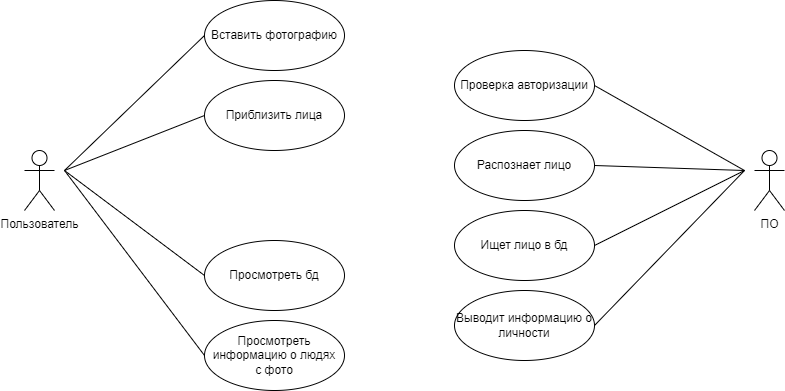 Вставить фотографию
Приблизить лица
Пользователь
Просмотреть бд
Просмотреть
информацию о людях
с фото
Проверка авторизации
Распознает лицо
Ищет лицо в бд
Выводит информацию о
личности
ПО